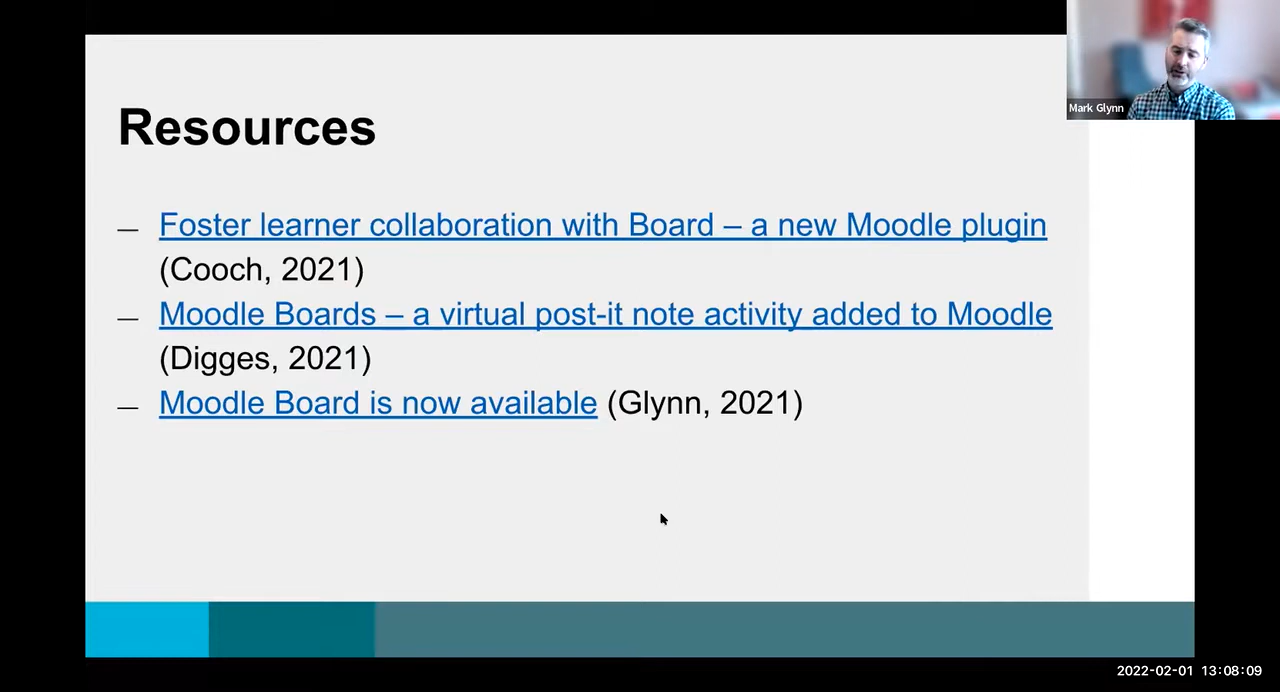 Mark Glynn
Resources
— Foster learner collaboration with Board – a new Moodle plugin
(Cooch, 2021)
— Moodle Boards – a virtual post-it note activity added to Moodle
(Digges, 2021)
— Moodle Board is now available (Glynn, 2021)
2022-02-01 13:08:09